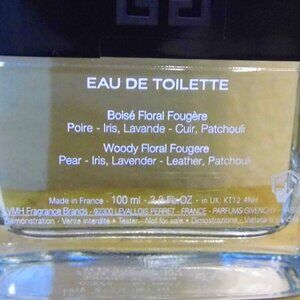 EAU DE TOILETTE
Boisé Floral Fougère
Poire - Iris, Lavande - Cuir, Patchouli
Woody Floral Fougere
Pear - Iris, Lavender - Leather, Patchouli
Made in France - 100 ml - 3.3 FL.OZ - in UK: KT12 4NH
LVMH Fragrance Brands - 92300 LEVALLOIS PERRET - FRANCE - PARFUMS GIVENCHY
Démonstration - Vente interdite - Tester - Not for sale - Dimostrazione - Vietata